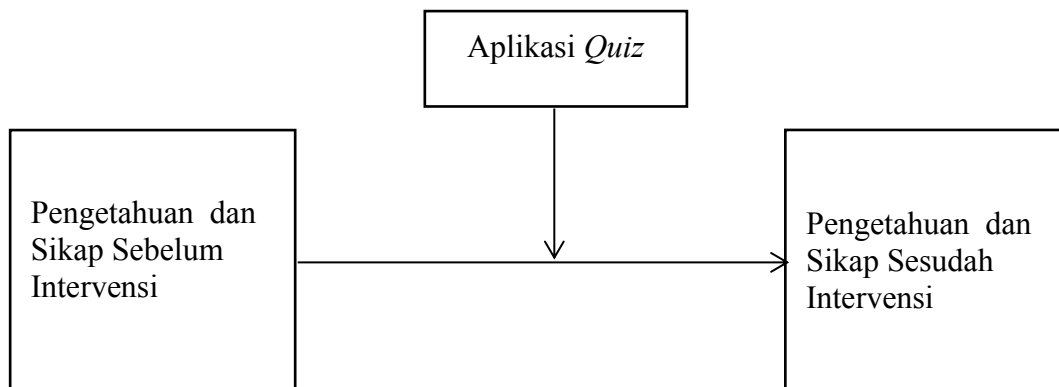 Aplikasi Quiz
Pengetahuan dan
Sikap Sebelum
Intervensi
Pengetahuan dan
Sikap Sesudah
Intervensi